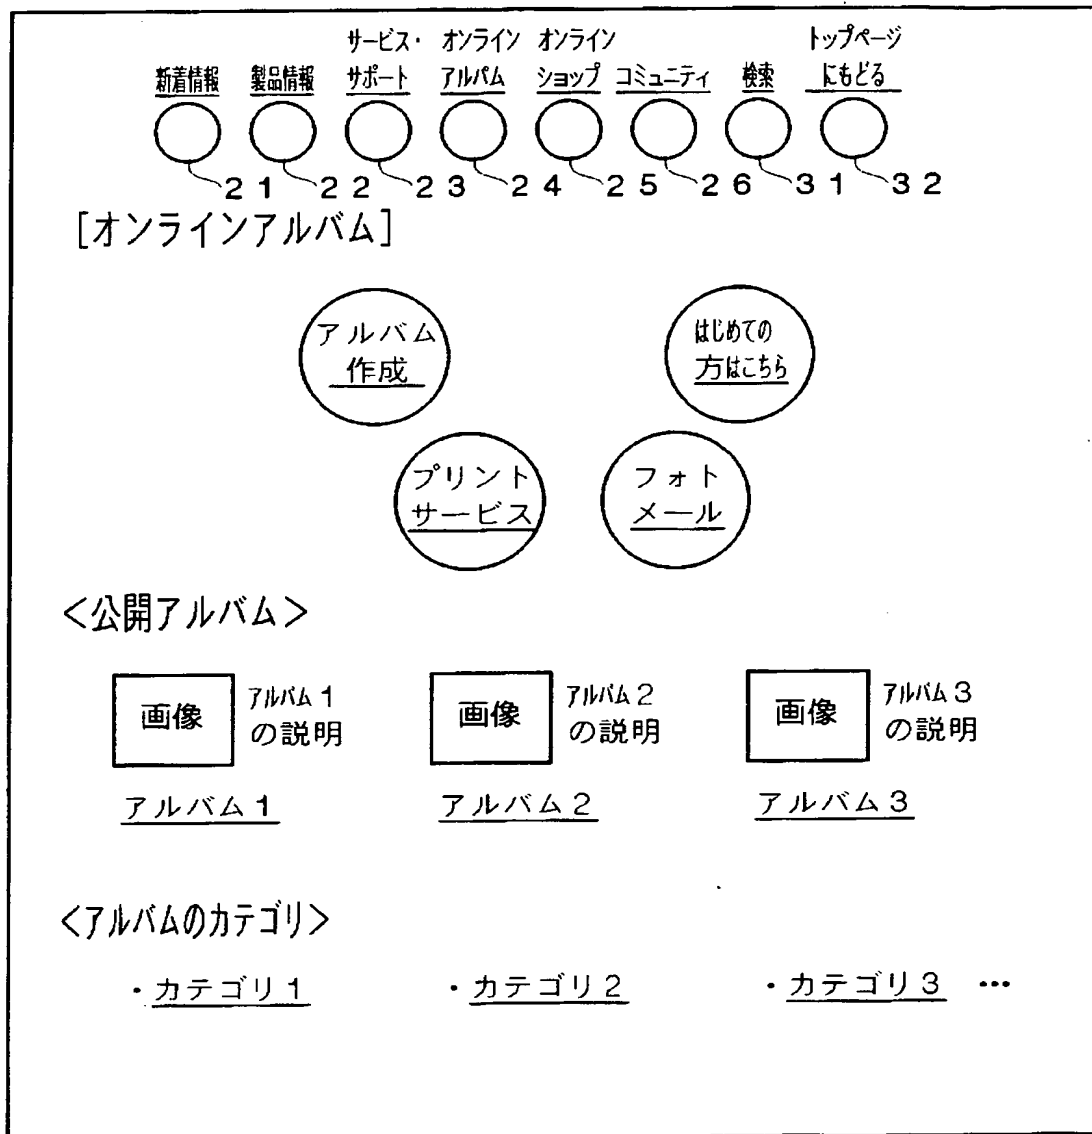 サービス・ オンライン オンライン トップページ
新着情報 製品情報 サポート アルバム ショップ コミュニティ 検索 にもどる
21 22 23 24 25 26 31 32
[オンラインアルバム]
アルバム はじめての
作成 方はこちら
プリント フォト
サービス メール
<公開アルバム>
画像 アルバム1 画像 アルバム2 画像 アルバム3
の説明 の説明 の説明
アルバム1 アルバム2 アルバム3
<アルバムのカテゴリ>
・カテゴリ1 ・カテゴリ2 ・カテゴリ3 …